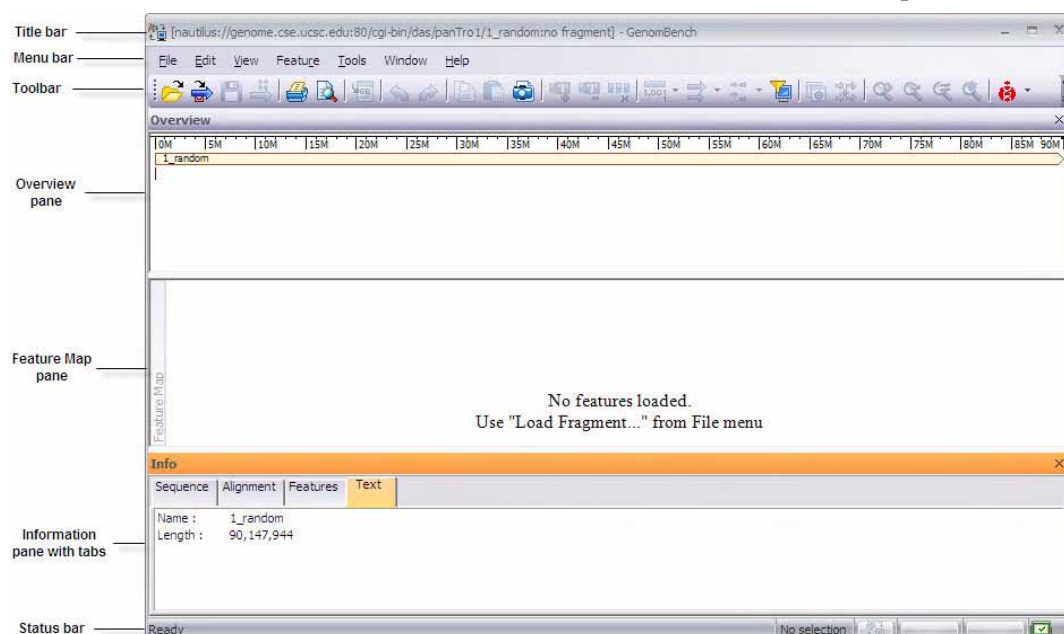 Title bar
[nautilus://genome.cse.ucsc.edu:80/cgi-bin/das/panTro1/1_random:no fragment] - GenomBench
Menu bar
File Edit View Feature Tools Window Help
Toolbar
Overview
0M 5M 10M 15M 20M 25M 30M 35M 40M 45M 50M 55M 60M 65M 70M 75M 80M 85M 90M
1_random
Overview
pane
Feature Map
pane
Feature Map
No features loaded.
Use "Load Fragment..." from File menu
Info
Sequence Alignment Features Text
Name : 1_random
Length : 90,147,944
Information
pane with tabs
Status bar
Ready No selection